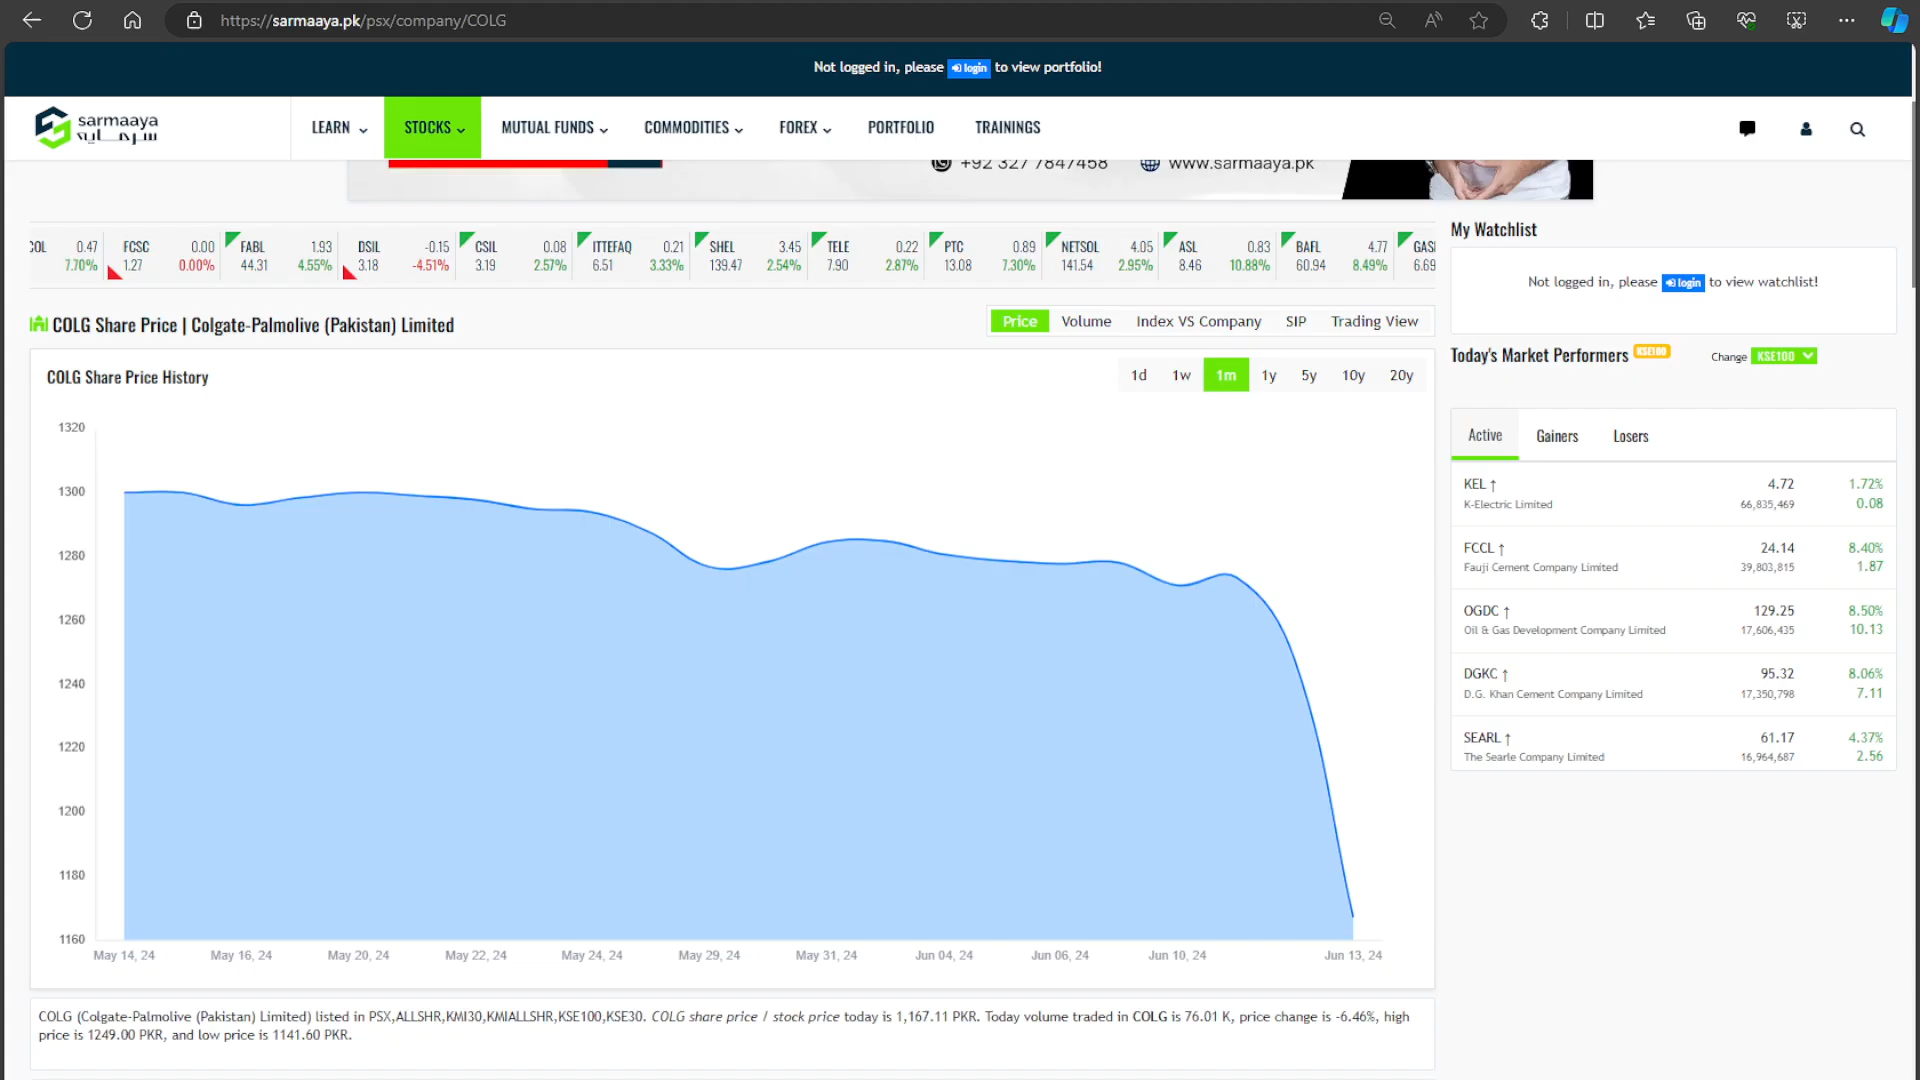 https://sarmaaya.pk/psx/company/COLG
Not logged in, please login to view portfolio!
sarmaaya
سرمایہ
LEARN
STOCKS
MUTUAL FUNDS
COMMODITIES
FOREX
PORTFOLIO
TRAININGS
+92 327 7847458
www.sarmaaya.pk
COL 0.47
7.70%
FCSC 0.00
1.27 0.00%
FABL 1.93
44.31 4.55%
DSIL -0.15
3.18 -4.51%
CSIL 0.08
3.19 2.57%
ITTEFAQ 0.21
6.51 3.33%
SHEL 3.45
139.47 2.54%
TELE 0.22
7.90 2.87%
PTC 0.89
13.08 7.30%
NETSOL 4.05
141.54 2.95%
ASL 0.83
8.46 10.88%
BAFL 4.77
60.94 8.49%
GASI
6.69
COLG Share Price | Colgate-Palmolive (Pakistan) Limited
Price Volume Index VS Company SIP Trading View
COLG Share Price History
1d 1w 1m 1y 5y 10y 20y
1320
1300
1280
1260
1240
1220
1200
1180
1160
May 14, 24 May 16, 24 May 20, 24 May 22, 24 May 24, 24 May 29, 24 May 31, 24 Jun 04, 24 Jun 06, 24 Jun 10, 24 Jun 13, 24
COLG (Colgate-Palmolive (Pakistan) Limited) listed in PSX,ALLSHR,KMI30,KMIALLSHR,KSE100,KSE30. COLG share price / stock price today is 1,167.11 PKR. Today volume traded in COLG is 76.01 K, price change is -6.46%, high
price is 1249.00 PKR, and low price is 1141.60 PKR.
My Watchlist
Not logged in, please login to view watchlist!
Today's Market Performers KSE100
Change KSE100
Active Gainers Losers
KEL ↑ 4.72 1.72%
K-Electric Limited 66,835,469 0.08
FCCL ↑ 24.14 8.40%
Fauji Cement Company Limited 39,803,815 1.87
OGDC ↑ 129.25 8.50%
Oil & Gas Development Company Limited 17,606,435 10.13
DGKC ↑ 95.32 8.06%
D.G. Khan Cement Company Limited 17,350,798 7.11
SEARL ↑ 61.17 4.37%
The Searle Company Limited 16,964,687 2.56